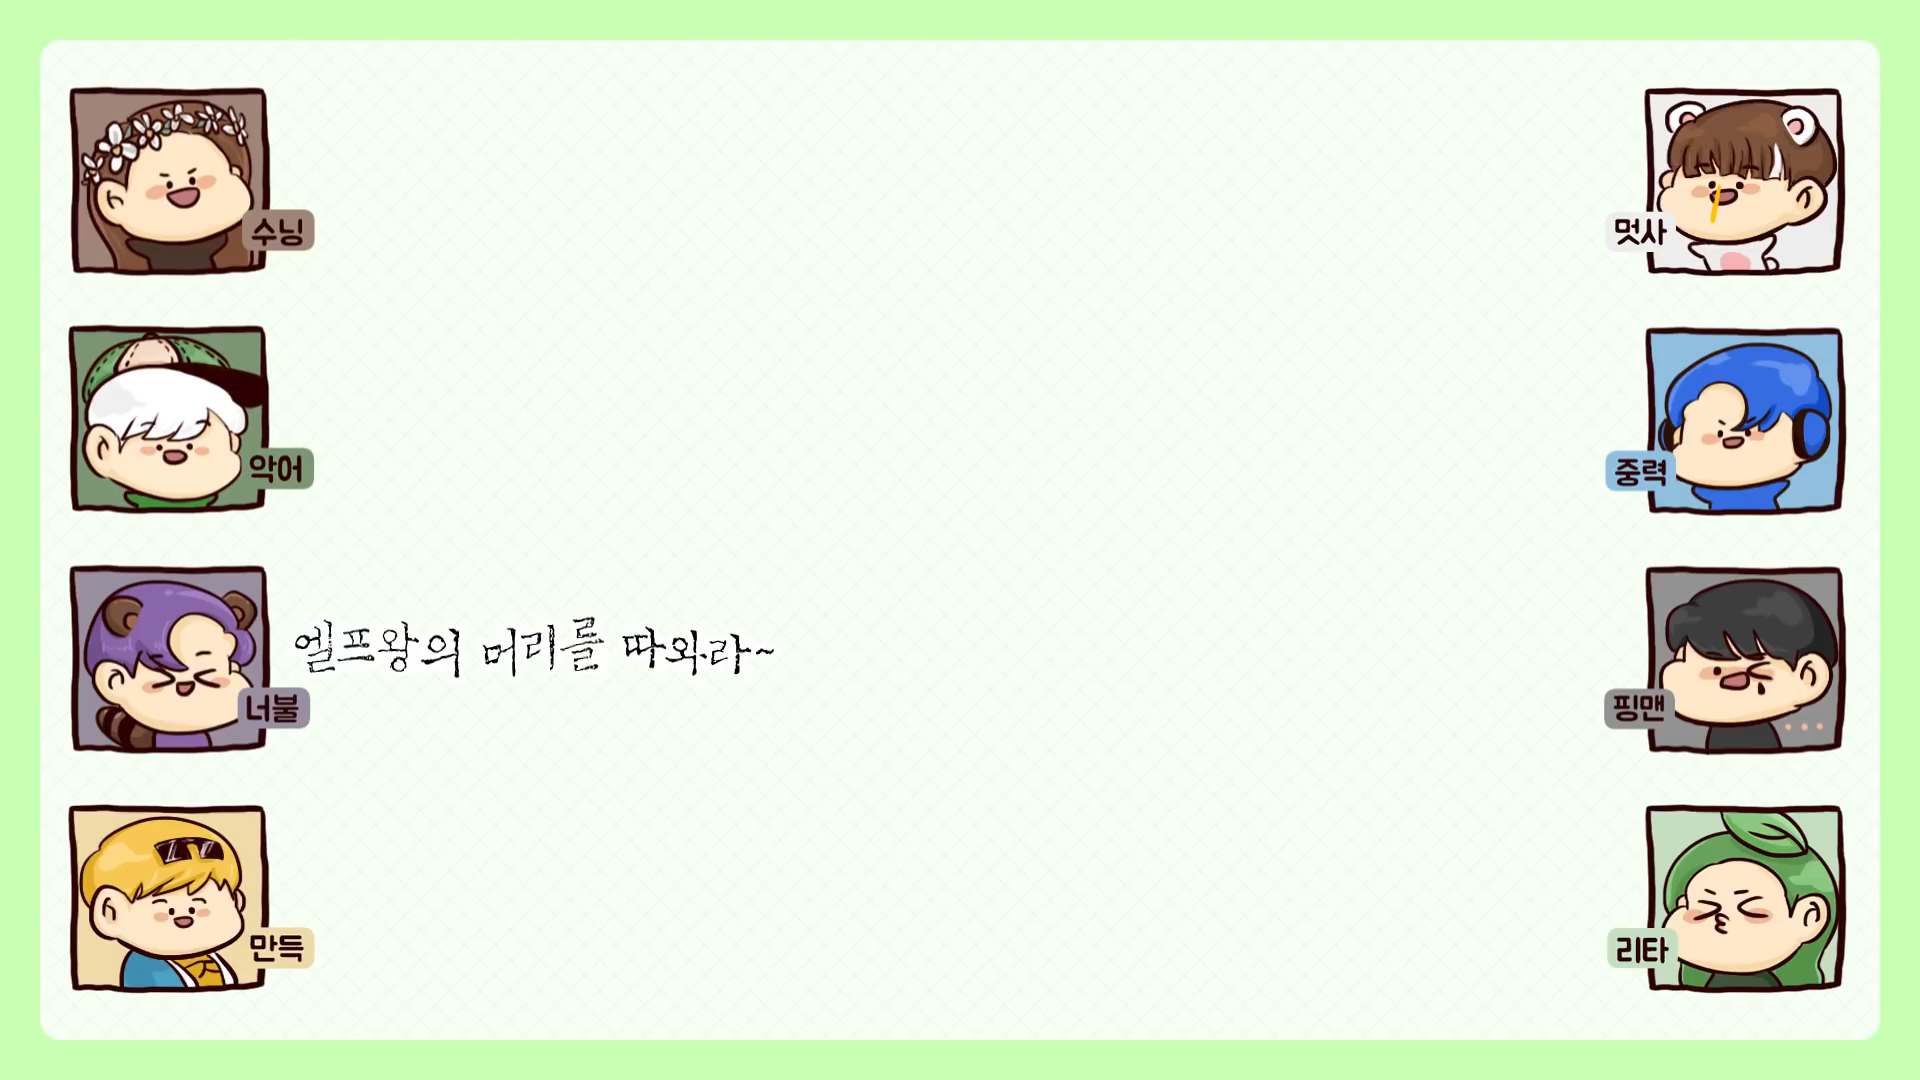 수닝
멋사
악어
중력
엘프왕의 머리를 따와라~
너불
핑맨
만득
리타